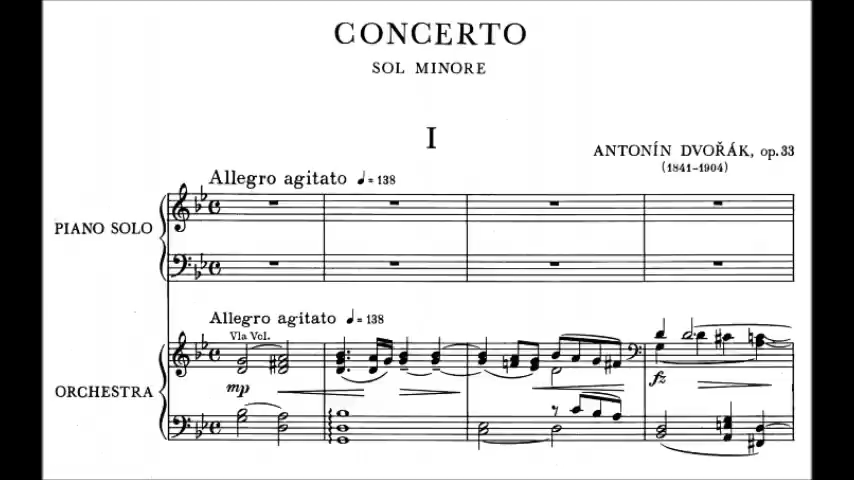 CONCERTO
SOL MINORE
I
ANTONÍN DVOŘÁK, op. 33
(1841-1904)
Allegro agitato ♩= 138
PIANO SOLO
Allegro agitato ♩= 138
Vla Vcl.
ORCHESTRA
mp
fz